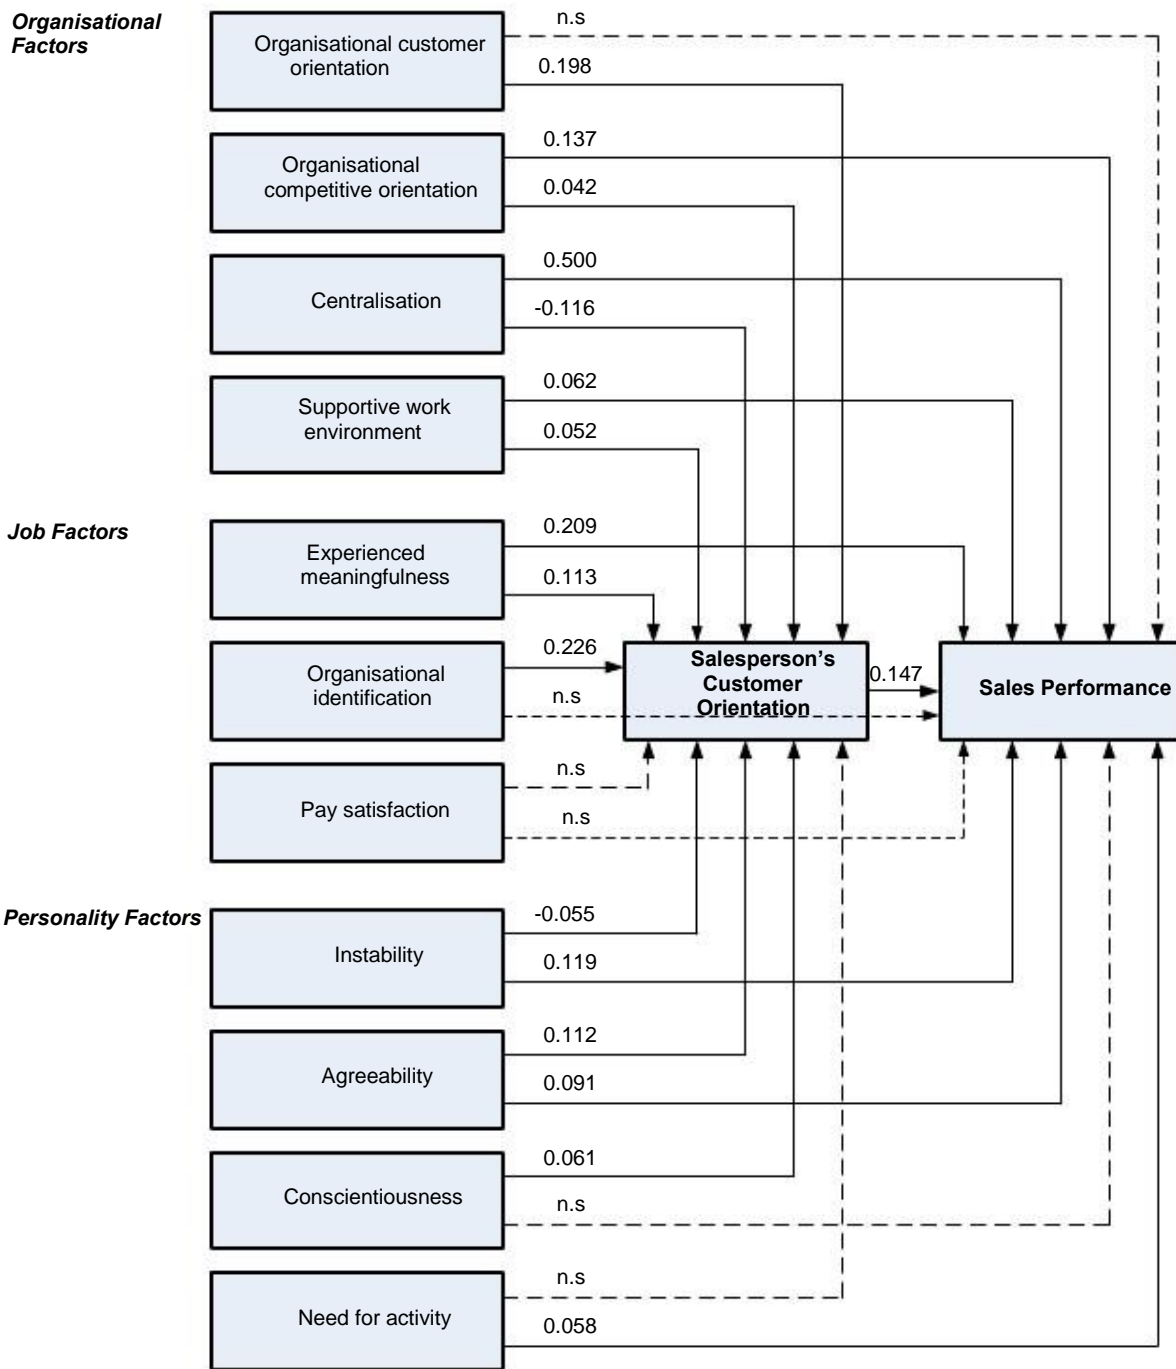 Organisational
Factors
n.s
Organisational customer
orientation
0.198
0.137
Organisational
competitive orientation
0.042
0.500
Centralisation
-0.116
0.062
Supportive work
environment
0.052
Job Factors
0.209
Experienced
meaningfulness
0.113
0.226
Organisational
identification
n.s
Salesperson's
Customer
Orientation
0.147
Sales Performance
n.s
Pay satisfaction
n.s
Personality Factors
-0.055
Instability
0.119
0.112
Agreeability
0.091
0.061
Conscientiousness
n.s
n.s
Need for activity
0.058